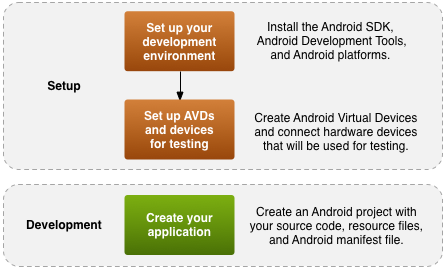 Set up your
development
environment
Install the Android SDK,
Android Development Tools,
and Android platforms.
Setup
Set up AVDs
and devices
for testing
Create Android Virtual Devices
and connect hardware devices
that will be used for testing.
Development
Create your
application
Create an Android project with
your source code, resource files,
and Android manifest file.